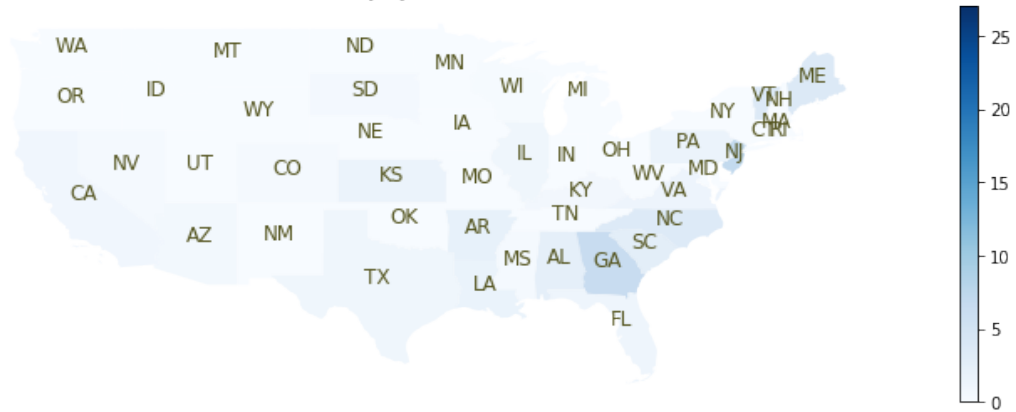 WA
MT
ND
MN
WI
MI
ME
VT
NH
OR
ID
WY
SD
IA
NY
MA
CT
RI
NE
IL
IN
OH
PA
NJ
NV
UT
CO
KS
MO
WV
MD
KY
VA
CA
TN
NC
OK
AR
AZ
NM
SC
MS
AL
GA
TX
LA
FL
25
20
15
10
5
0